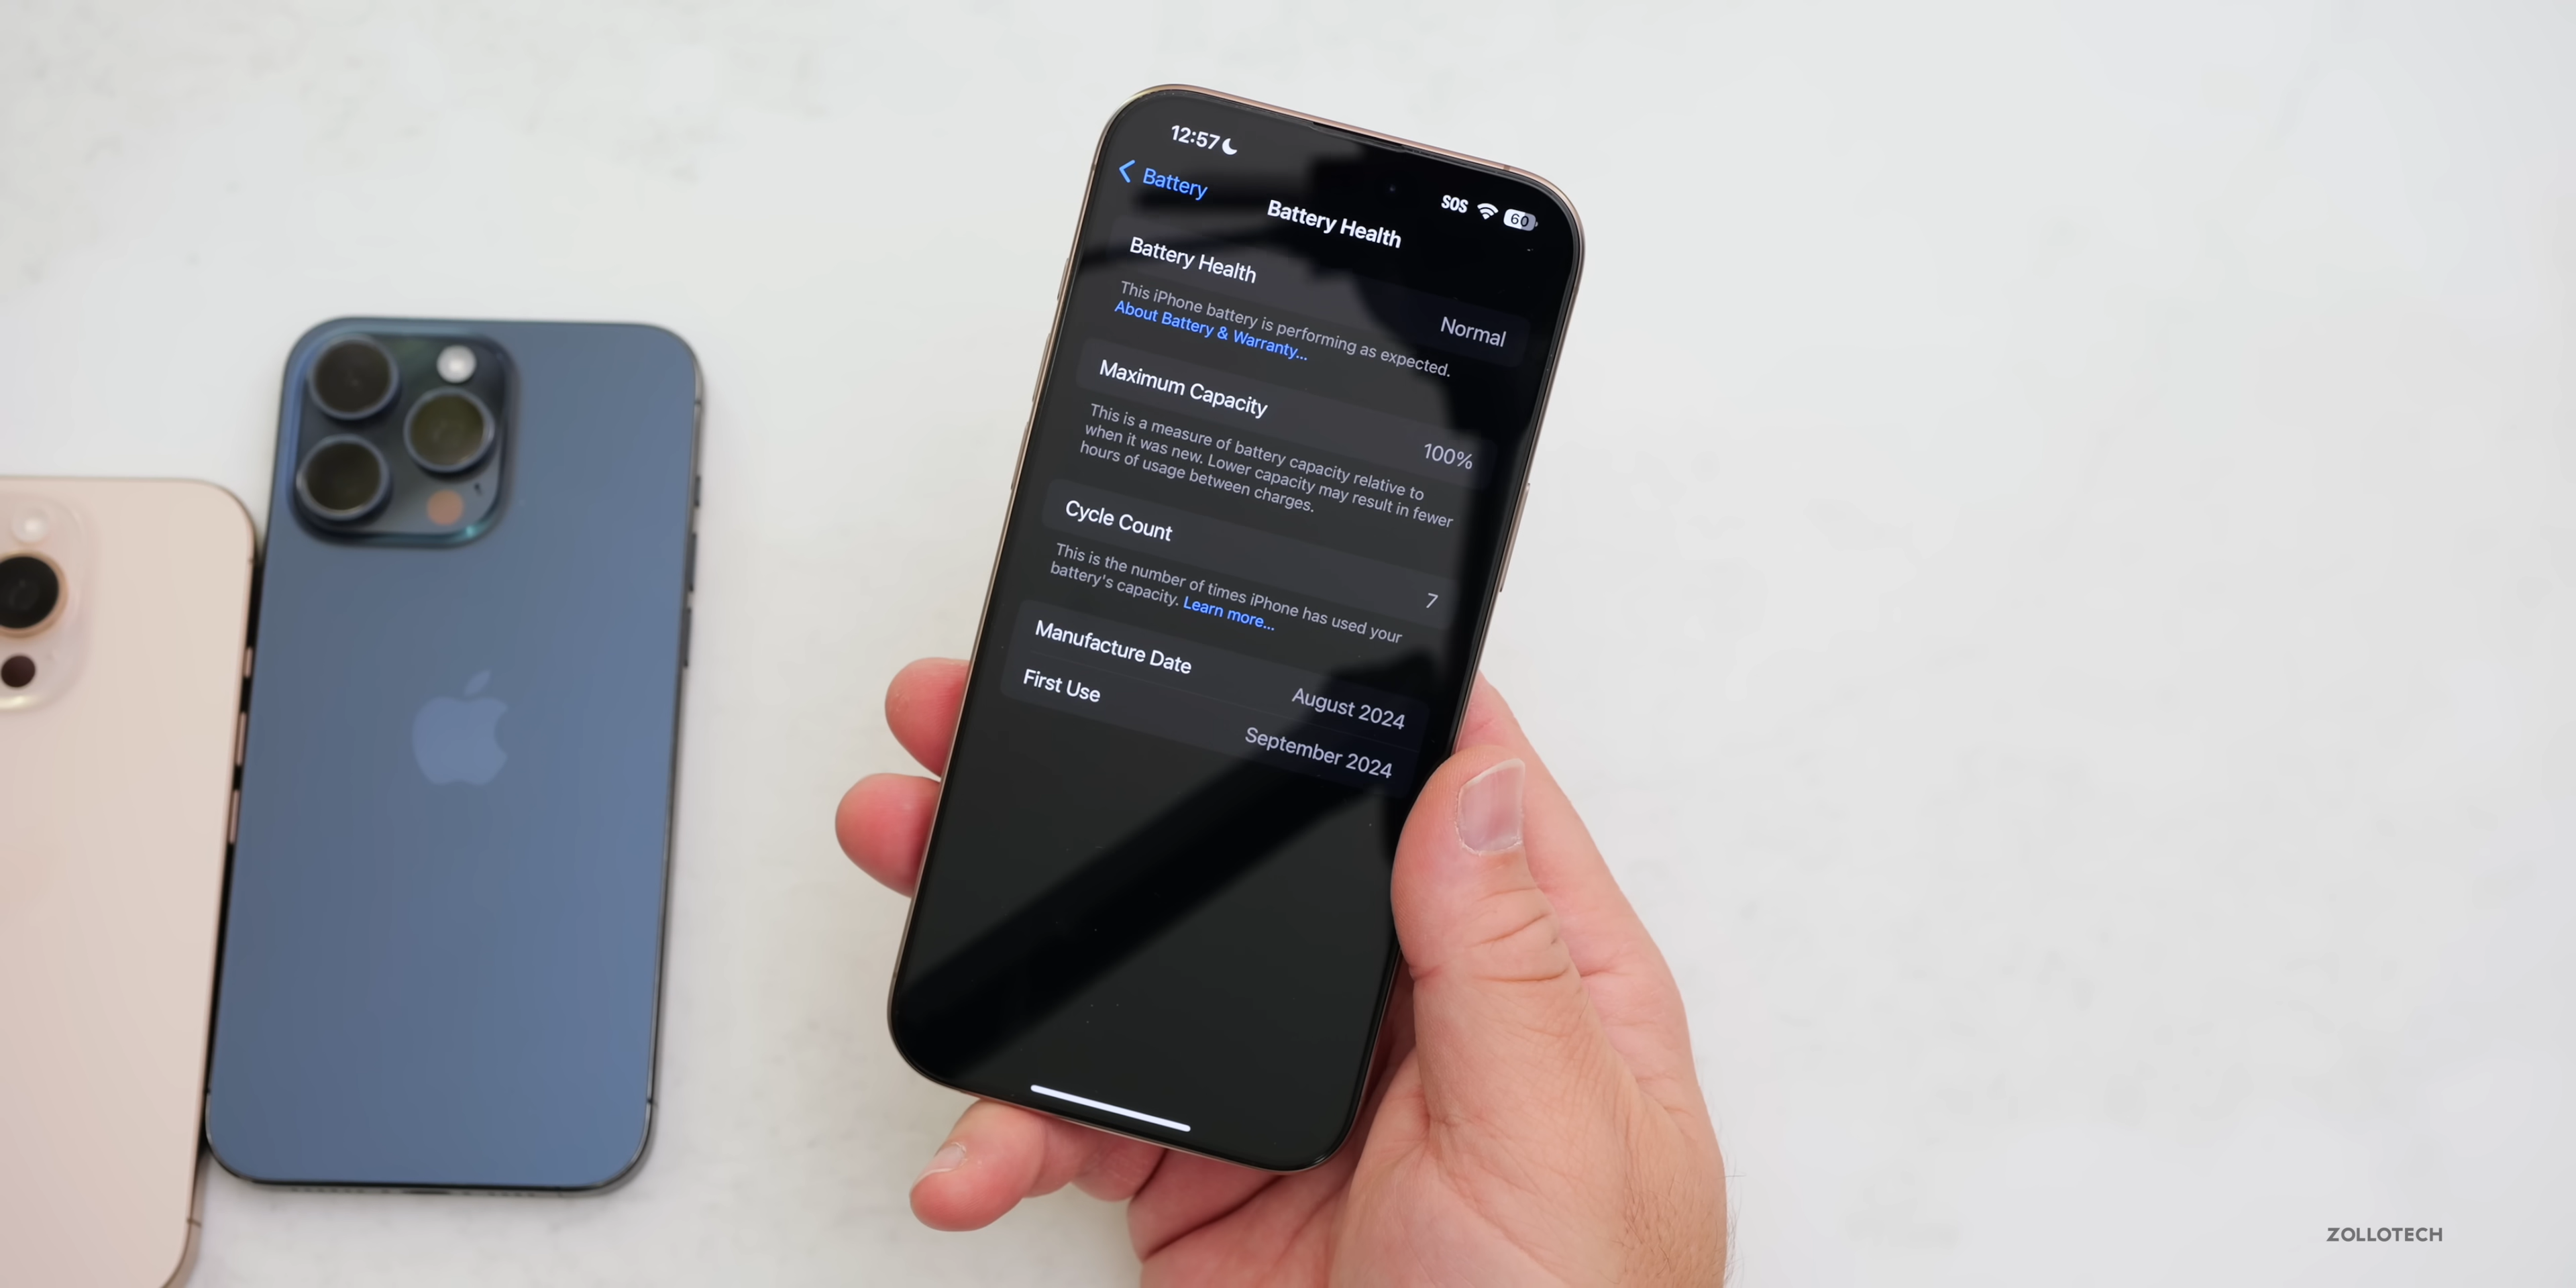 12:57
SOS 60
Battery
Battery Health
Battery Health
Normal
This iPhone battery is performing as expected.
About Battery & Warranty...
Maximum Capacity
100%
This is a measure of battery capacity relative to
when it was new. Lower capacity may result in fewer
hours of usage between charges.
Cycle Count
7
This is the number of times iPhone has used your
battery's capacity. Learn more...
Manufacture Date
August 2024
First Use
September 2024
ZOLLOTECH